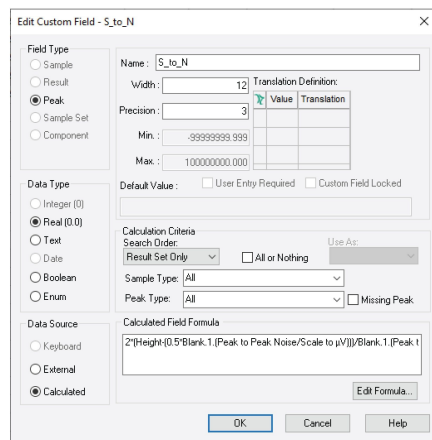 Edit Custom Field - S_to_N
Field Type
Sample
Result
Peak
Sample Set
Component
Name : S_to_N
Width : 12
Precision : 3
Min. : -99999999.999
Max. : 100000000.000
Translation Definition:
Value Translation
Default Value : User Entry Required Custom Field Locked
Data Type
Integer (0)
Real (0.0)
Text
Date
Boolean
Enum
Calculation Criteria
Search Order: Use As:
Result Set Only All or Nothing
Sample Type: All
Peak Type: All Missing Peak
Data Source
Keyboard
External
Calculated
Calculated Field Formula
2*(Height-(0.5*Blank.1.(Peak to Peak Noise/Scale to µV)))/Blank.1.(Peak t
Edit Formula...
OK Cancel Help